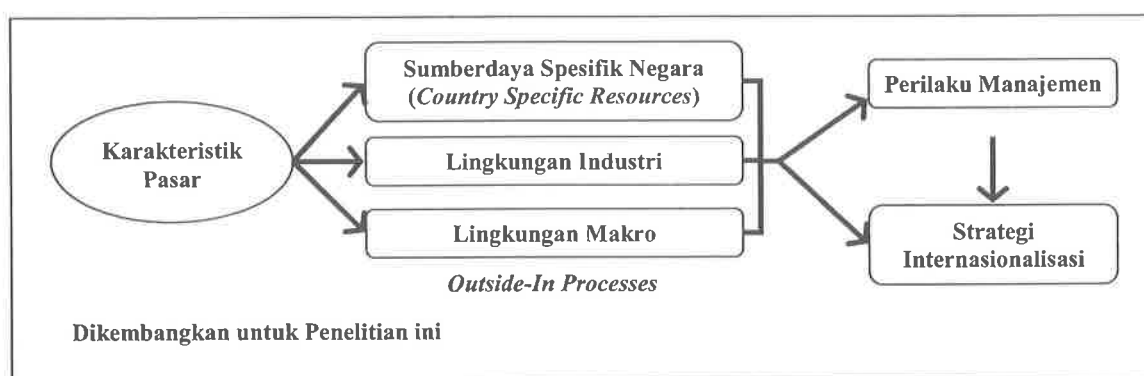 Karakteristik
Pasar
Sumberdaya Spesifik Negara
(Country Specific Resources)
Lingkungan Industri
Lingkungan Makro
Outside-In Processes
Perilaku Manajemen
Strategi
Internasionalisasi
Dikembangkan untuk Penelitian ini